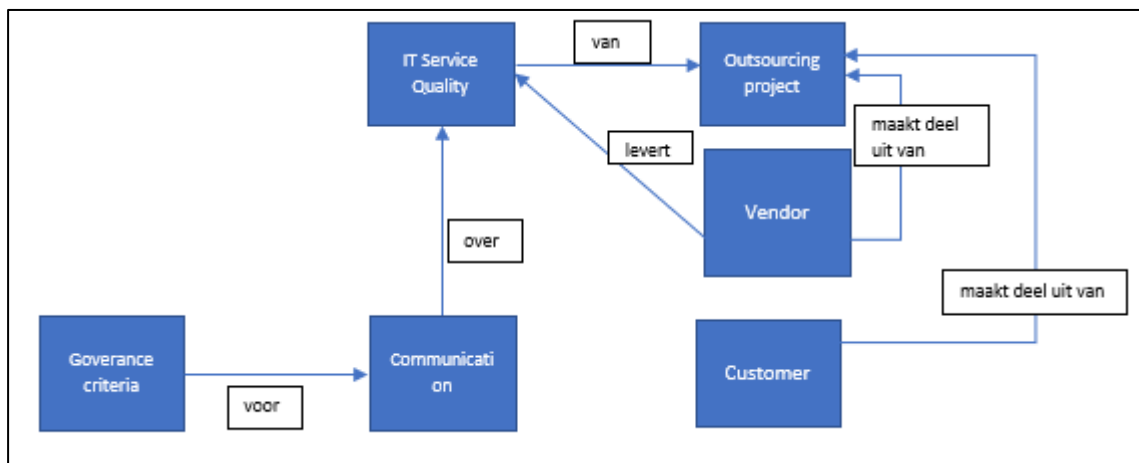 van
IT Service
Quality
Outsourcing
project
maakt deel
uit van
levert
Vendor
over
maakt deel uit van
Goverance
criteria
Communicati
on
Customer
voor